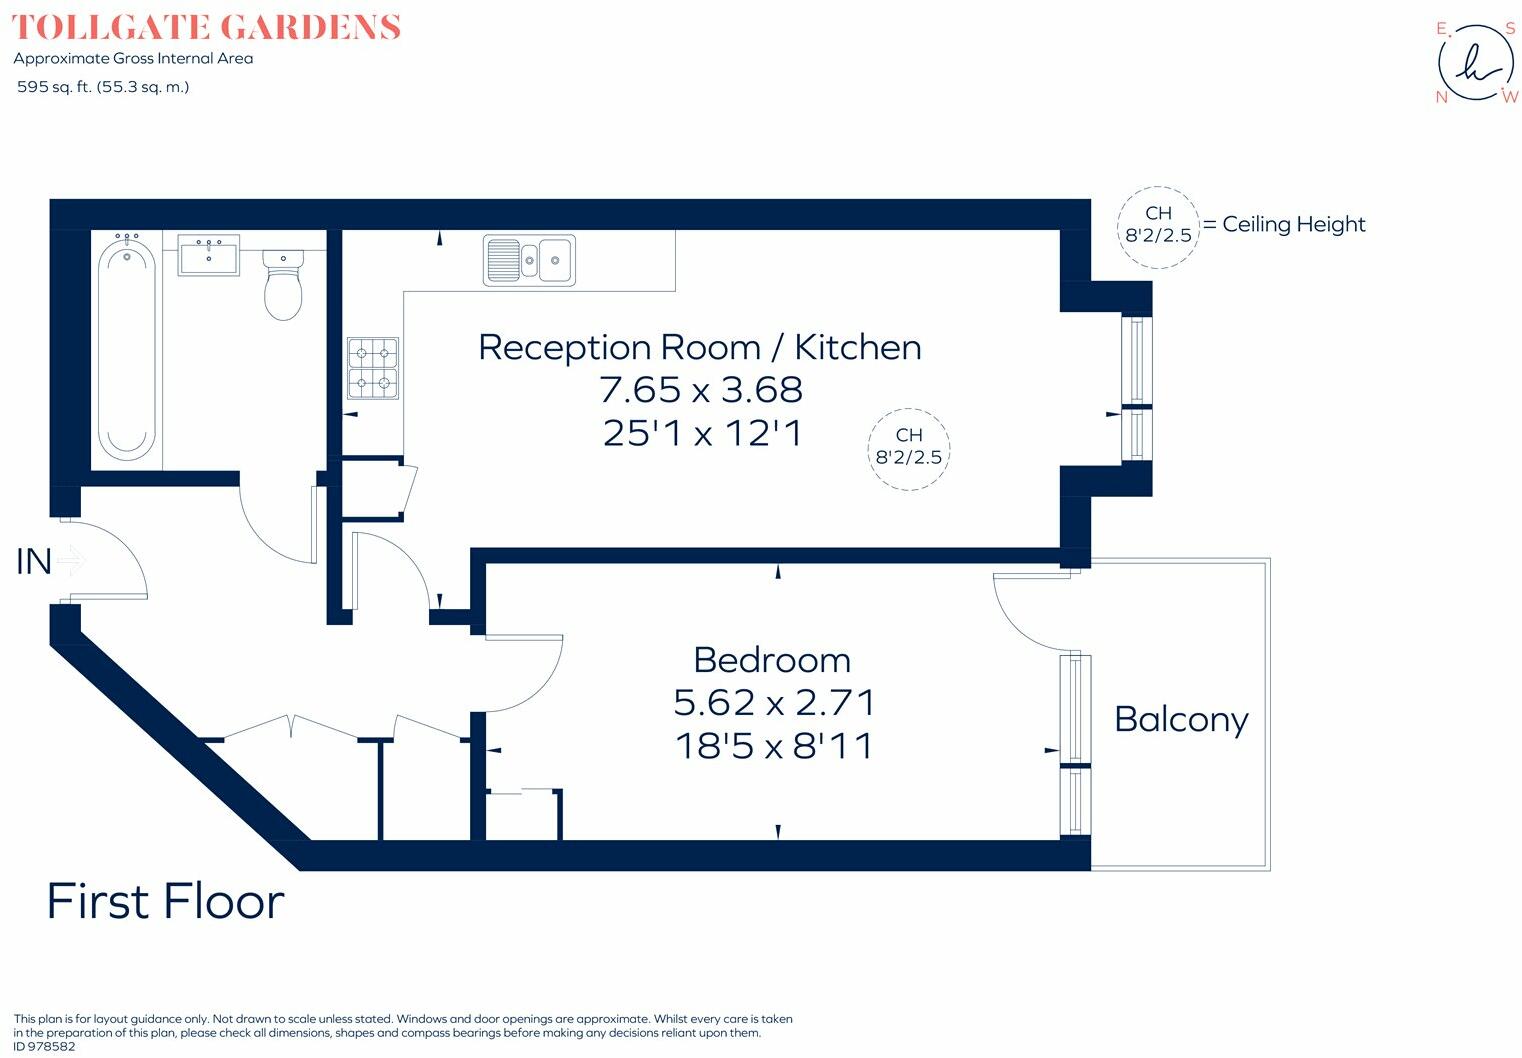 TOLLGATE GARDENS
Approximate Gross Internal Area
595 sq. ft. (55.3 sq. m.)
E S
N W
CH
8'2/2.5
= Ceiling Height
Reception Room / Kitchen
7.65 x 3.68
25'1 x 12'1
CH
8'2/2.5
IN
Bedroom
5.62 x 2.71
18'5 x 8'11
Balcony
First Floor
This plan is for layout guidance only. Not drawn to scale unless stated. Windows and door openings are approximate. Whilst every care is taken
in the preparation of this plan, please check all dimensions, shapes and compass bearings before making any decisions reliant upon them.
ID 978582